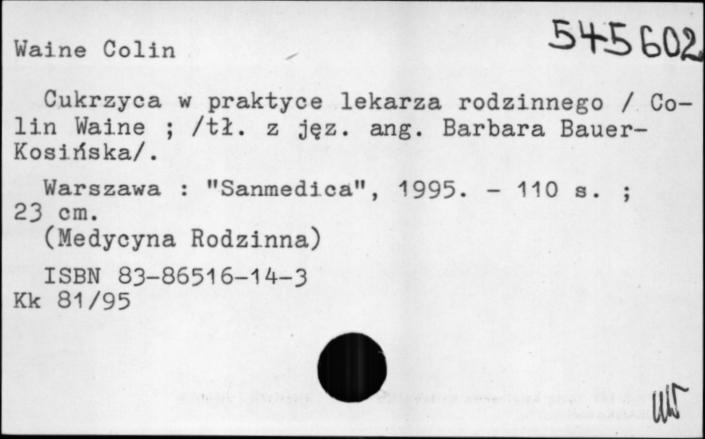 545602
Waine Colin
Cukrzyca w praktyce lekarza rodzinnego / Co-
lin Waine ; /tł. z jęz. ang. Barbara Bauer-
Kosińska/.
Warszawa : "Sanmedica", 1995. - 110 s. ;
23 cm.
(Medycyna Rodzinna)
ISBN 83-86516-14-3
Kk 81/95